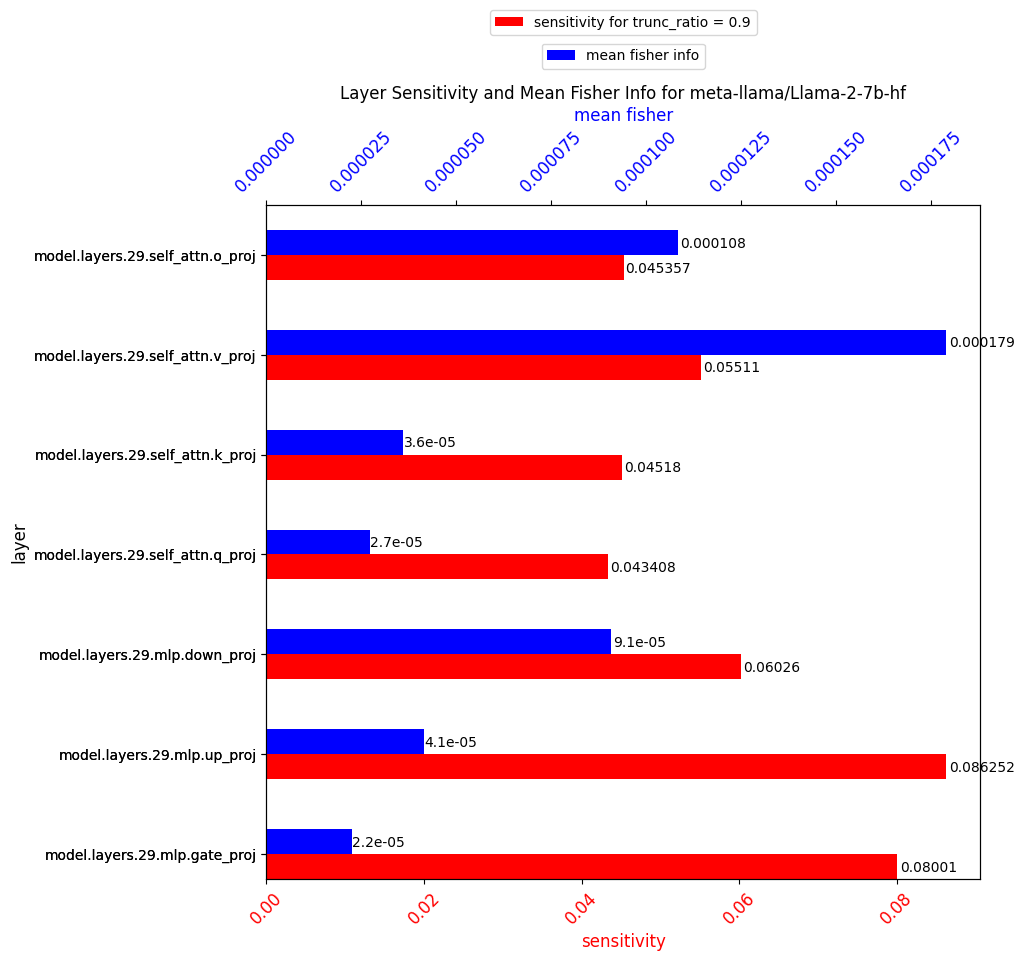 sensitivity for trunc_ratio = 0.9
mean fisher info
Layer Sensitivity and Mean Fisher Info for meta-llama/Llama-2-7b-hf
mean fisher
0.000000
0.000025
0.000050
0.000075
0.000100
0.000125
0.000150
0.000175
layer
model.layers.29.self_attn.o_proj
0.000108
0.045357
model.layers.29.self_attn.v_proj
0.000179
0.05511
model.layers.29.self_attn.k_proj
3.6e-05
0.04518
model.layers.29.self_attn.q_proj
2.7e-05
0.043408
model.layers.29.mlp.down_proj
9.1e-05
0.06026
model.layers.29.mlp.up_proj
4.1e-05
0.086252
model.layers.29.mlp.gate_proj
2.2e-05
0.08001
0.00
0.02
0.04
0.06
0.08
sensitivity